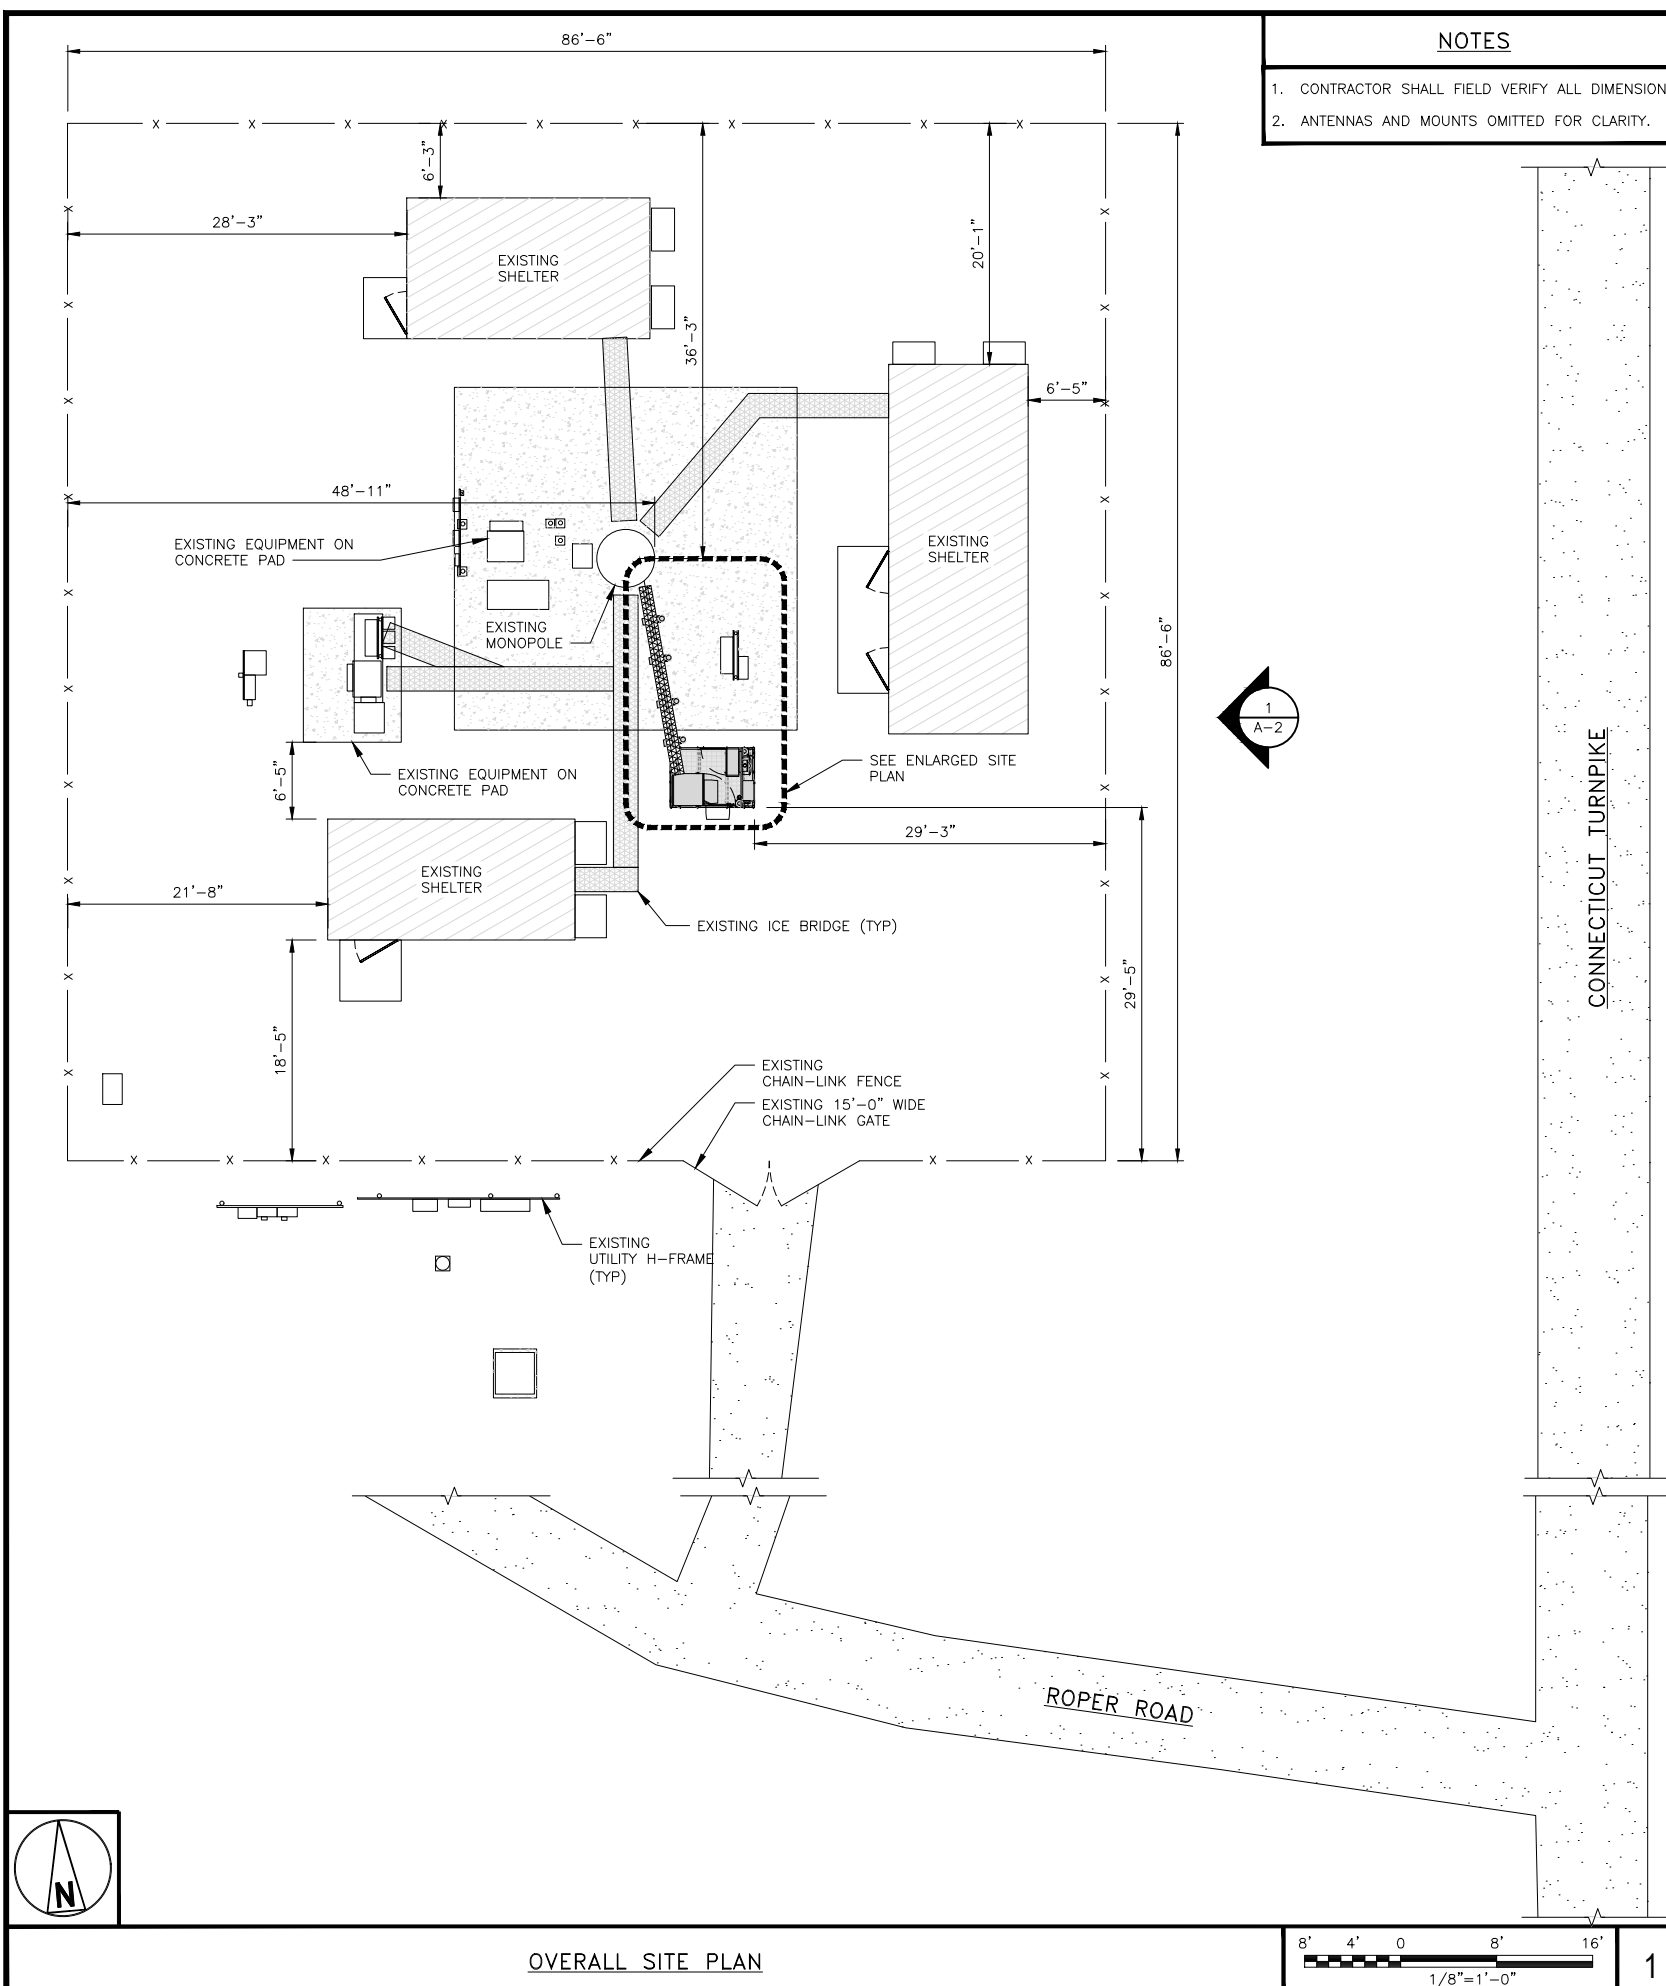 86'-6"
NOTES
1. CONTRACTOR SHALL FIELD VERIFY ALL DIMENSION
2. ANTENNAS AND MOUNTS OMITTED FOR CLARITY.
X X X X X X X X X X
6'-3"
28'-3"
EXISTING
SHELTER
20'-1"
36'-3"
6'-5"
48'-11"
EXISTING EQUIPMENT ON
CONCRETE PAD
EXISTING
SHELTER
EXISTING
MONOPOLE
86'-6"
1
A-2
SEE ENLARGED SITE
PLAN
EXISTING EQUIPMENT ON
CONCRETE PAD
6'-5"
29'-3"
EXISTING
SHELTER
21'-8"
EXISTING ICE BRIDGE (TYP)
CONNECTICUT TURNPIKE
29'-5"
18'-5"
EXISTING
CHAIN-LINK FENCE
EXISTING 15'-0" WIDE
CHAIN-LINK GATE
X X X X X X X X
EXISTING
UTILITY H-FRAME
(TYP)
ROPER ROAD
N
OVERALL SITE PLAN
8' 4' 0 8' 16'
1/8"=1'-0"
1